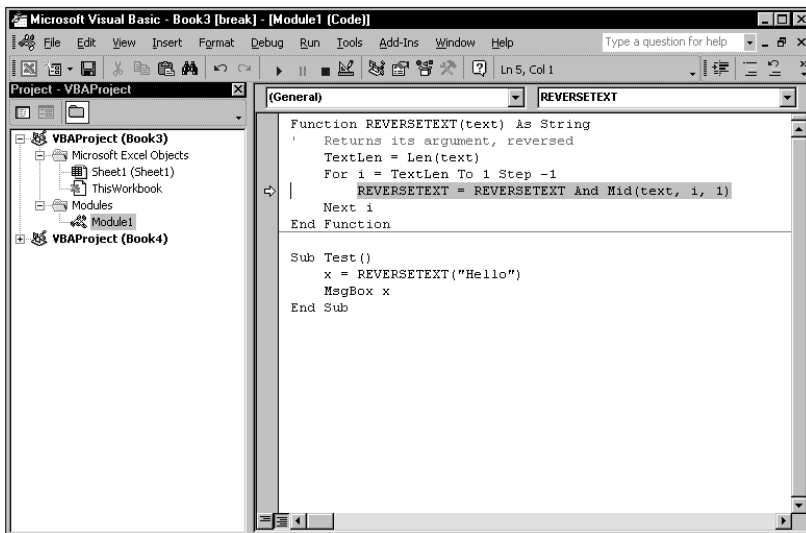 Microsoft Visual Basic - Book3 [break] - [Module1 (Code)]
File Edit View Insert Format Debug Run Tools Add-Ins Window Help Type a question for help
Ln 5, Col 1
Project - VBAProject
(General) REVERSETEXT
VBAProject (Book3)
Microsoft Excel Objects
Sheet1 (Sheet1)
ThisWorkbook
Modules
Module1
VBAProject (Book4)
Function REVERSETEXT(text) As String
' Returns its argument, reversed
TextLen = Len(text)
For i = TextLen To 1 Step -1
REVERSETEXT = REVERSETEXT And Mid(text, i, 1)
Next i
End Function
Sub Test()
x = REVERSETEXT("Hello")
MsgBox x
End Sub